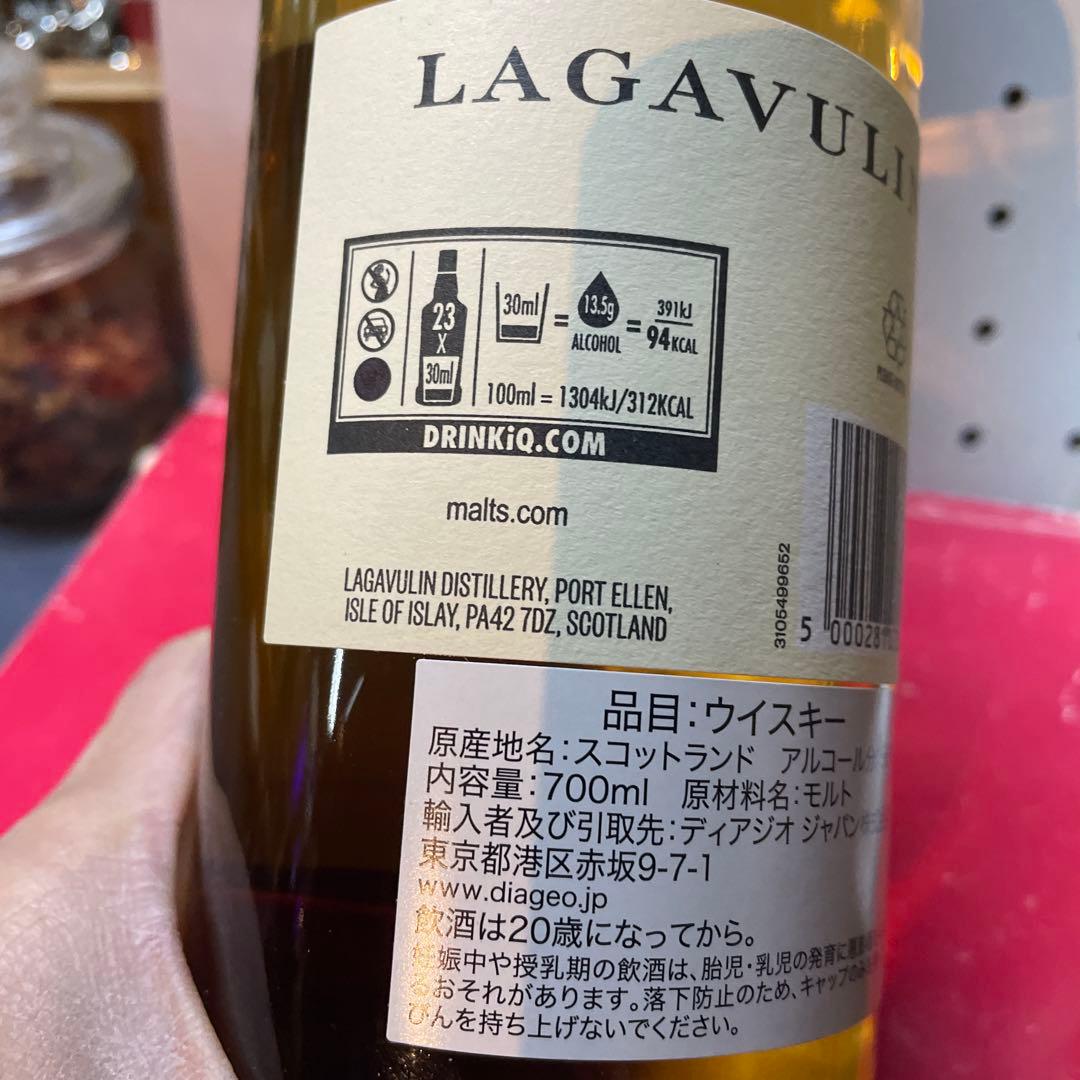 LAGAVULIN
23
X
30ml
30ml = 13.5g = 391kJ
ALCOHOL 94KCAL
100ml = 1304kJ/312KCAL
DRINKiQ.COM
malts.com
LAGAVULIN DISTILLERY, PORT ELLEN,
ISLE OF ISLAY, PA42 7DZ, SCOTLAND
3105499652
5 000281
品目:ウイスキー
原産地名:スコットランド アルコール分
内容量:700ml 原材料名:モルト
輸入者及び引取先:ディアジオ ジャパン
東京都港区赤坂9-7-1
www.diageo.jp
飲酒は20歳になってから。
妊娠中や授乳期の飲酒は、胎児・乳児の発育に悪影
るおそれがあります。落下防止のため、キャップのみ
びんを持ち上げないでください。